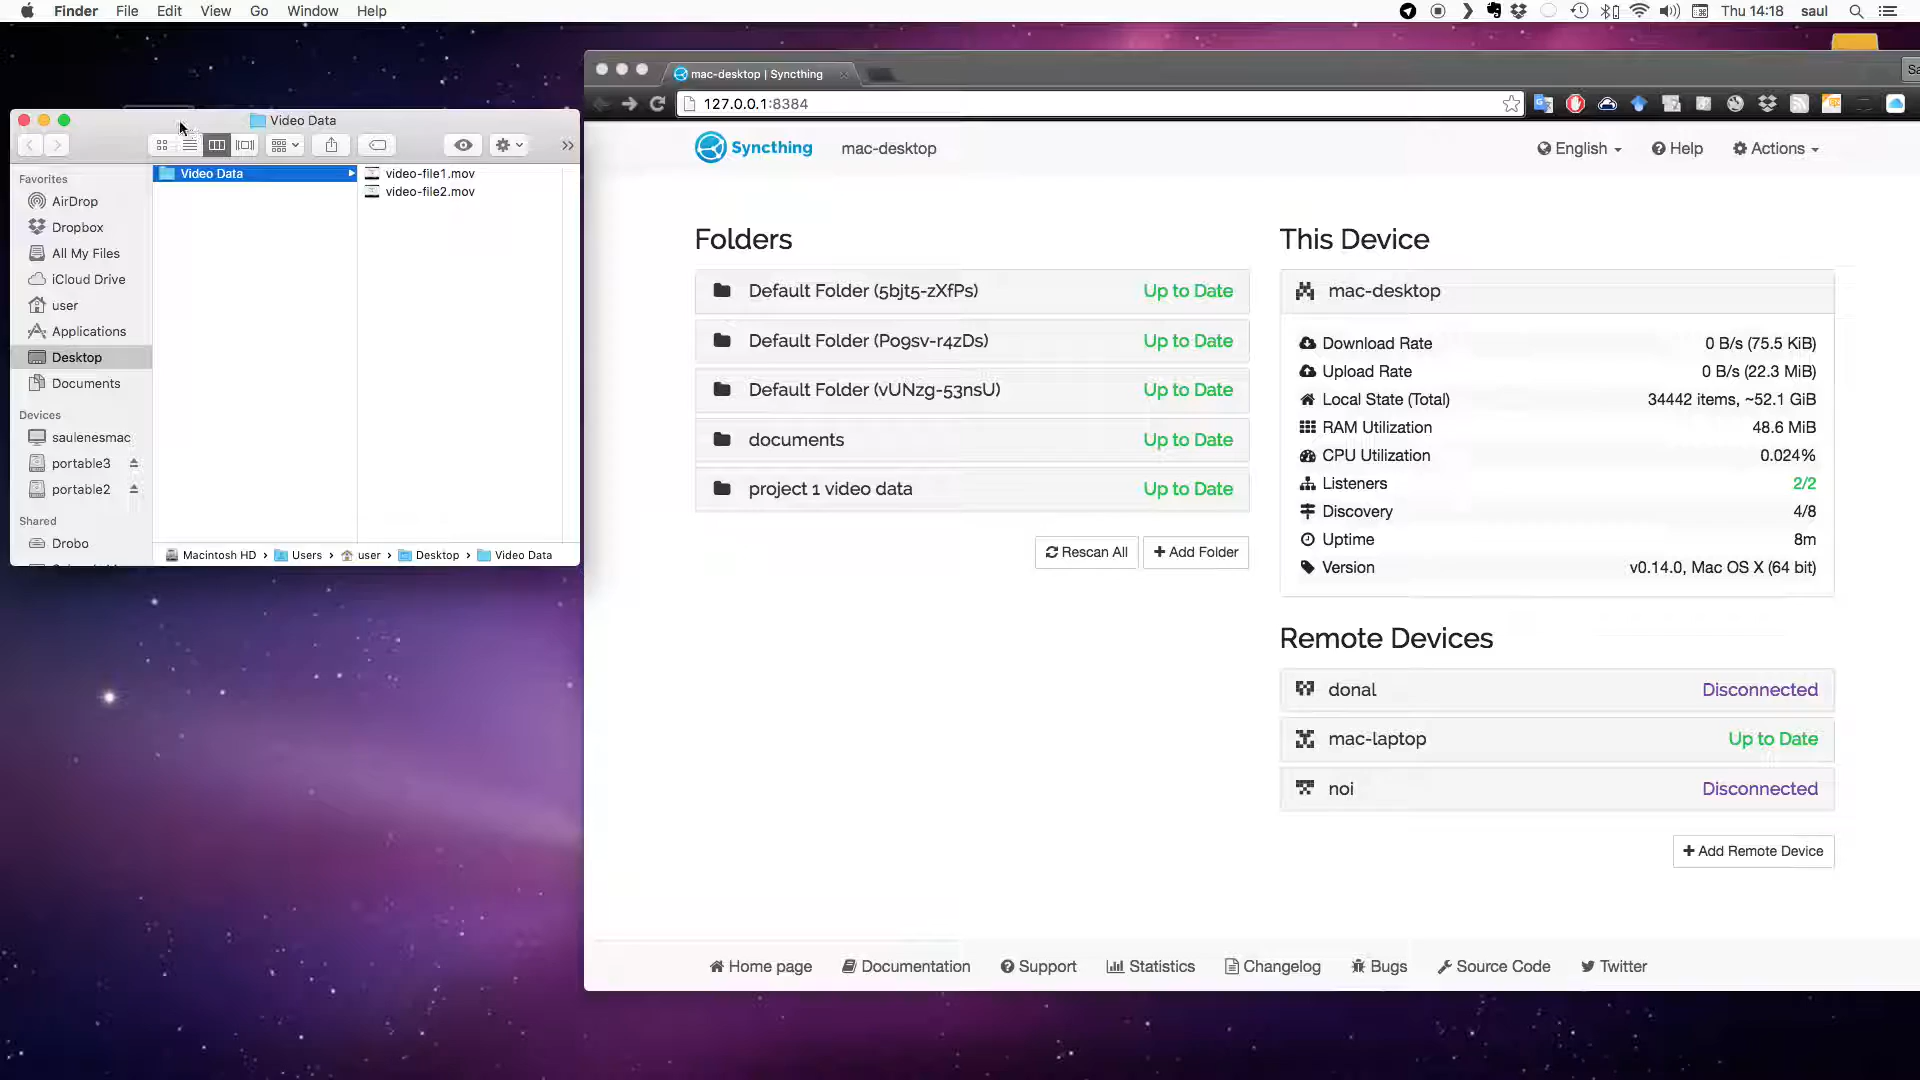 Finder File Edit View Go Window Help
Thu 14:18 saul
Video Data
Favorites
AirDrop
Dropbox
All My Files
iCloud Drive
user
Applications
Desktop
Documents
Devices
saulenesmac
portable3
portable2
Shared
Drobo
Video Data
video-file1.mov
video-file2.mov
Macintosh HD › Users › user › Desktop › Video Data
mac-desktop | Syncthing
127.0.0.1:8384
Syncthing mac-desktop
English Help Actions
Folders
Default Folder (5bjt5-zXfPs) Up to Date
Default Folder (Po9sv-r4zDs) Up to Date
Default Folder (vUNzg-53nsU) Up to Date
documents Up to Date
project 1 video data Up to Date
Rescan All + Add Folder
This Device
mac-desktop
Download Rate 0 B/s (75.5 KiB)
Upload Rate 0 B/s (22.3 MiB)
Local State (Total) 34442 items, ~52.1 GiB
RAM Utilization 48.6 MiB
CPU Utilization 0.024%
Listeners 2/2
Discovery 4/8
Uptime 8m
Version v0.14.0, Mac OS X (64 bit)
Remote Devices
donal Disconnected
mac-laptop Up to Date
noi Disconnected
+ Add Remote Device
Home page Documentation Support Statistics Changelog Bugs Source Code Twitter